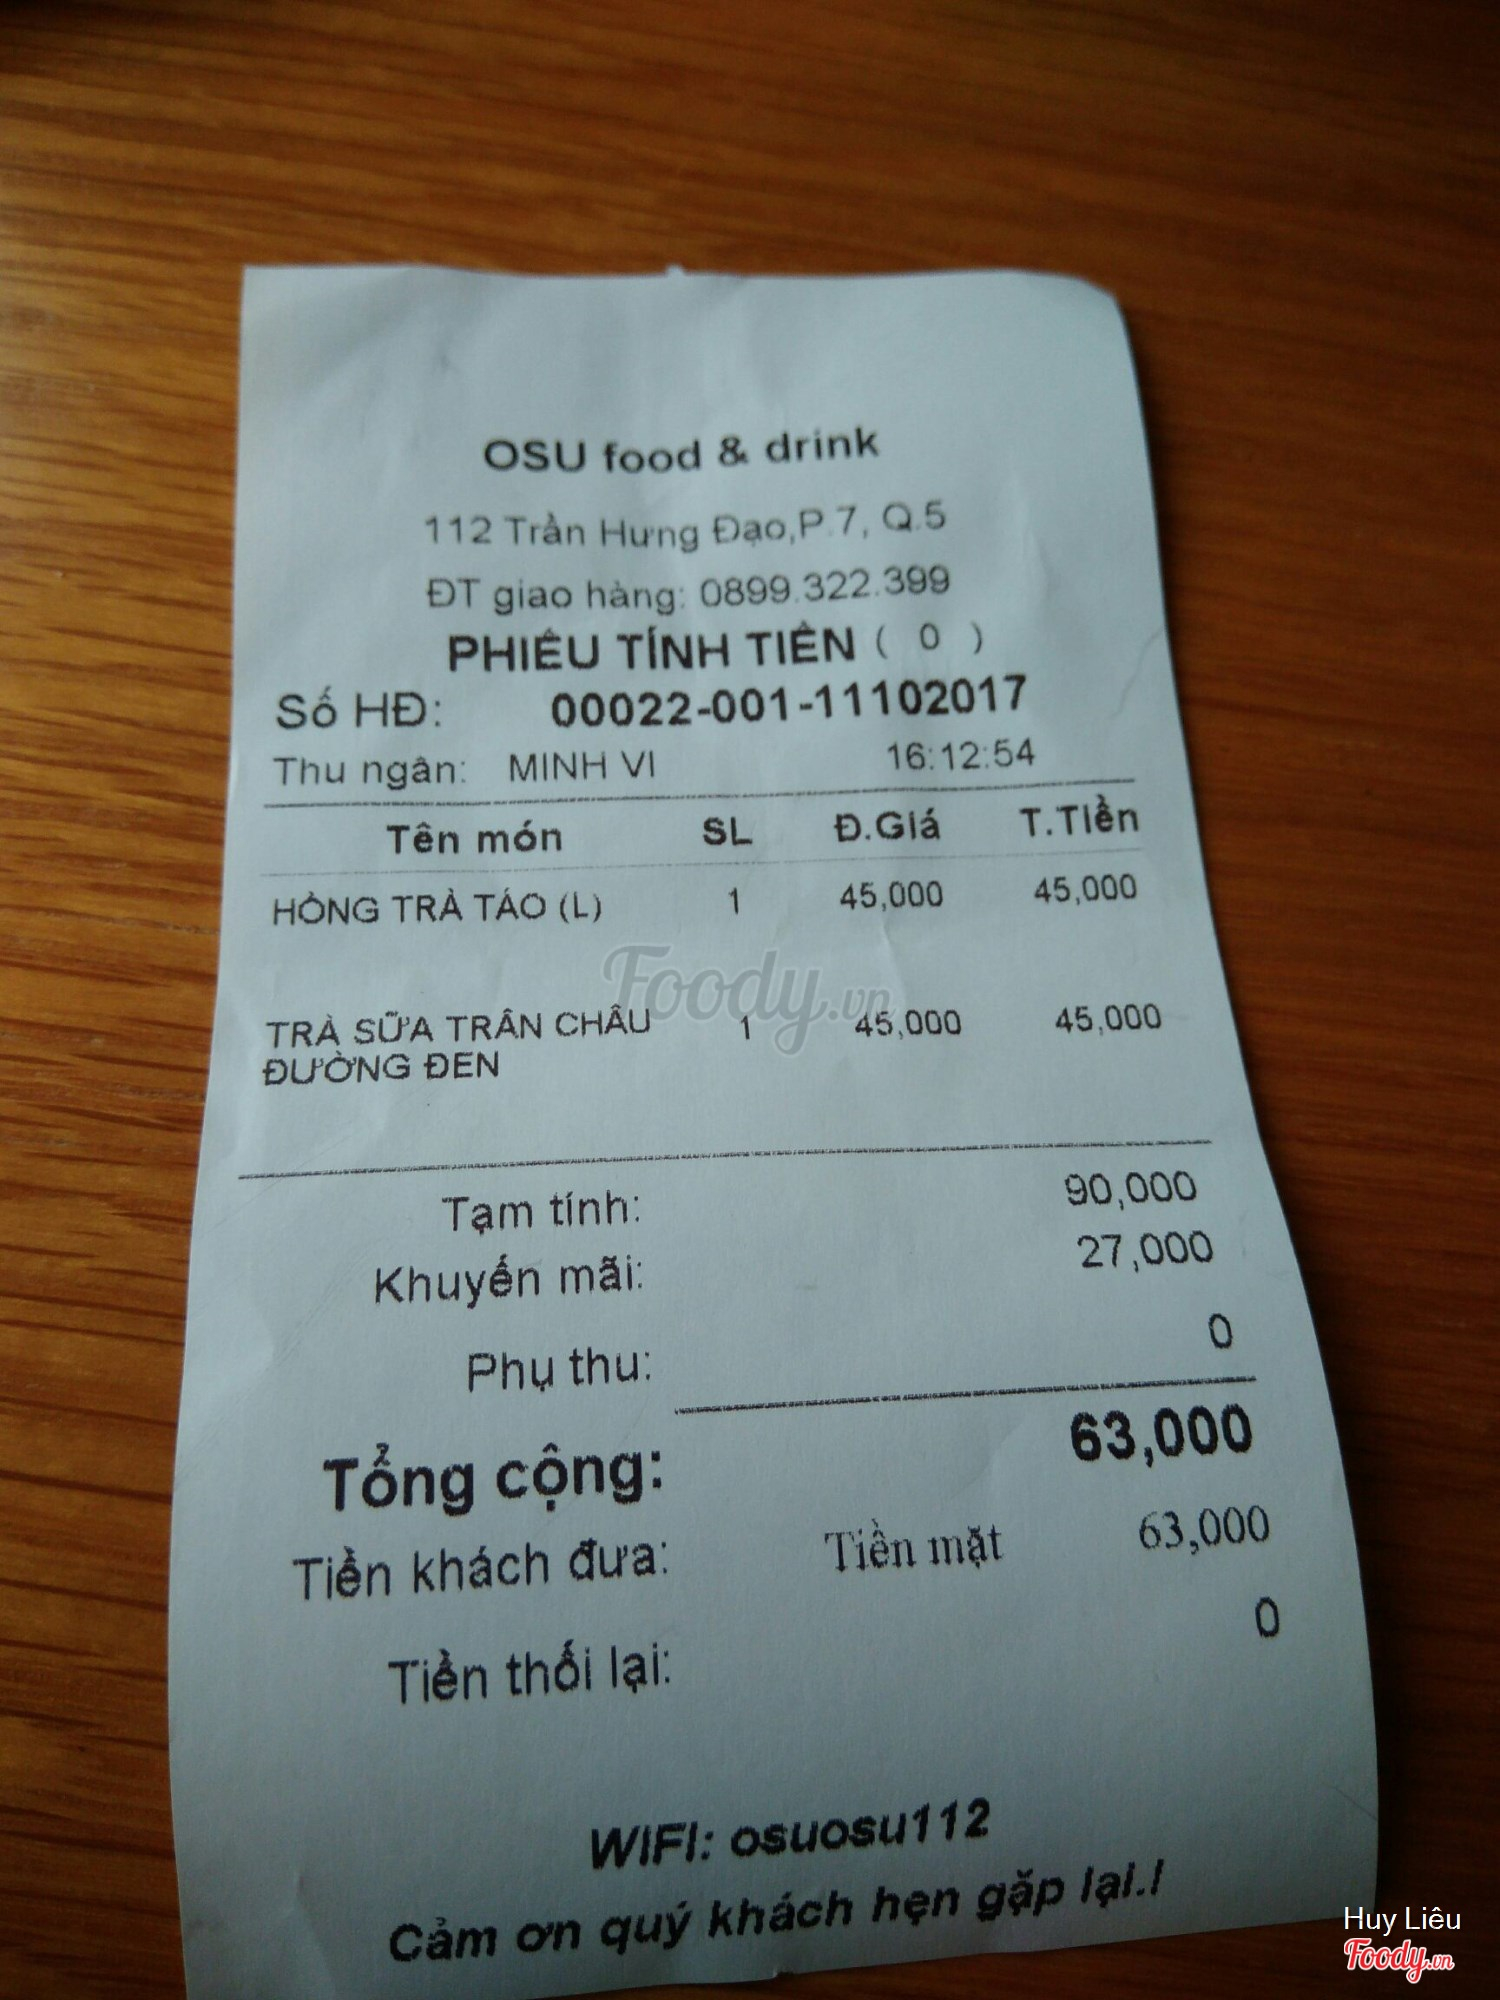 OSU food & drink
112 Trần Hưng Đạo,P.7, Q.5
ĐT giao hàng: 0899.322.399
PHIẾU TÍNH TIỀN ( 0 )
Số HĐ: 00022-001-11102017
Thu ngân: MINH VI 16:12:54
Tên món SL Đ.Giá T.Tiền
HỒNG TRÀ TÁO (L) 1 45,000 45,000
Foody.vn
TRÀ SỮA TRÂN CHÂU 1 45,000 45,000
ĐƯỜNG ĐEN
Tạm tính: 90,000
Khuyến mãi: 27,000
Phụ thu: 0
Tổng cộng: 63,000
Tiền khách đưa: Tiền mặt 63,000
Tiền thối lại: 0
WIFI: osuosu112
Cảm ơn quý khách hẹn gặp lại.!
Huy Liêu
Foody.vn